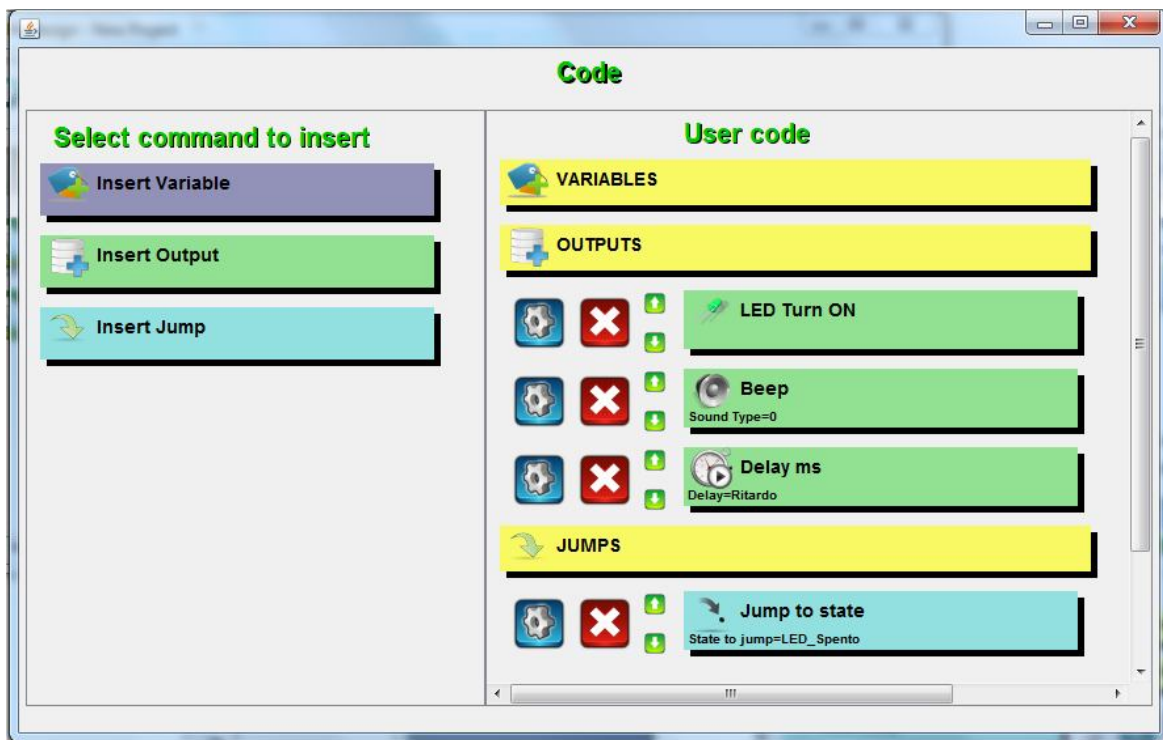 Code
Select command to insert
Insert Variable
Insert Output
Insert Jump
User code
VARIABLES
OUTPUTS
LED Turn ON
Beep
Sound Type=0
Delay ms
Delay=Ritardo
JUMPS
Jump to state
State to jump=LED_Spento